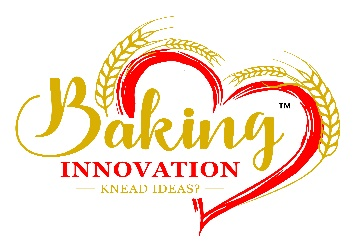 Baking™
INNOVATION
— KNEAD IDEAS? —